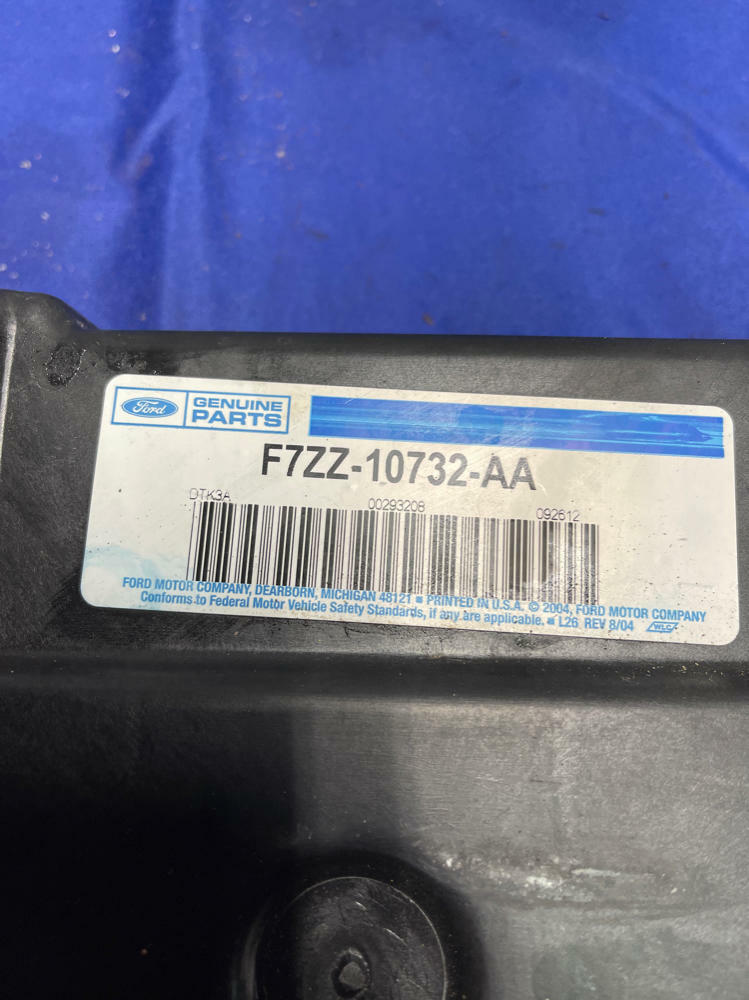 Ford GENUINE PARTS
F7ZZ-10732-AA
DTK3A 00293208 092612
FORD MOTOR COMPANY, DEARBORN, MICHIGAN 48121 ■ PRINTED IN U.S.A. © 2004, FORD MOTOR COMPANY
Conforms to Federal Motor Vehicle Safety Standards, if any are applicable. ■ L26 REV 8/04 WLC